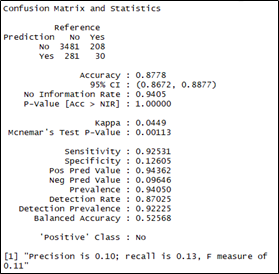 Confusion Matrix and Statistics
Reference
Prediction No Yes
No 3481 208
Yes 281 30
Accuracy : 0.8778
95% CI : (0.8672, 0.8877)
No Information Rate : 0.9405
P-Value [Acc > NIR] : 1.00000
Kappa : 0.0449
Mcnemar's Test P-Value : 0.00113
Sensitivity : 0.92531
Specificity : 0.12605
Pos Pred Value : 0.94362
Neg Pred Value : 0.09646
Prevalence : 0.94050
Detection Rate : 0.87025
Detection Prevalence : 0.92225
Balanced Accuracy : 0.52568
'Positive' Class : No
[1] "Precision is 0.10; recall is 0.13, F measure of
0.11"